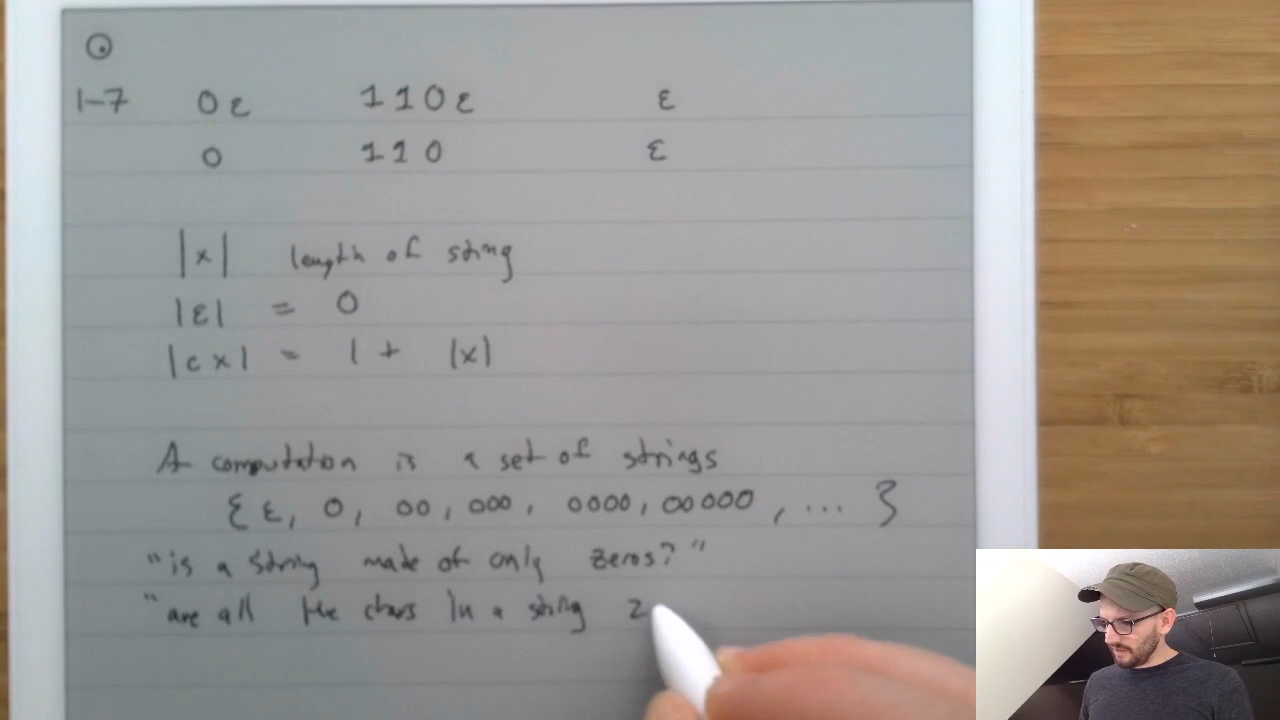 1-7 0ε 110ε ε
0 110 ε
|x| length of string
|ε| = 0
|cx| = 1 + |x|
A computation is a set of strings
{ε, 0, 00, 000, 0000, 00000, ... }
"is a string made of only zeros?"
"are all the chars in a string z